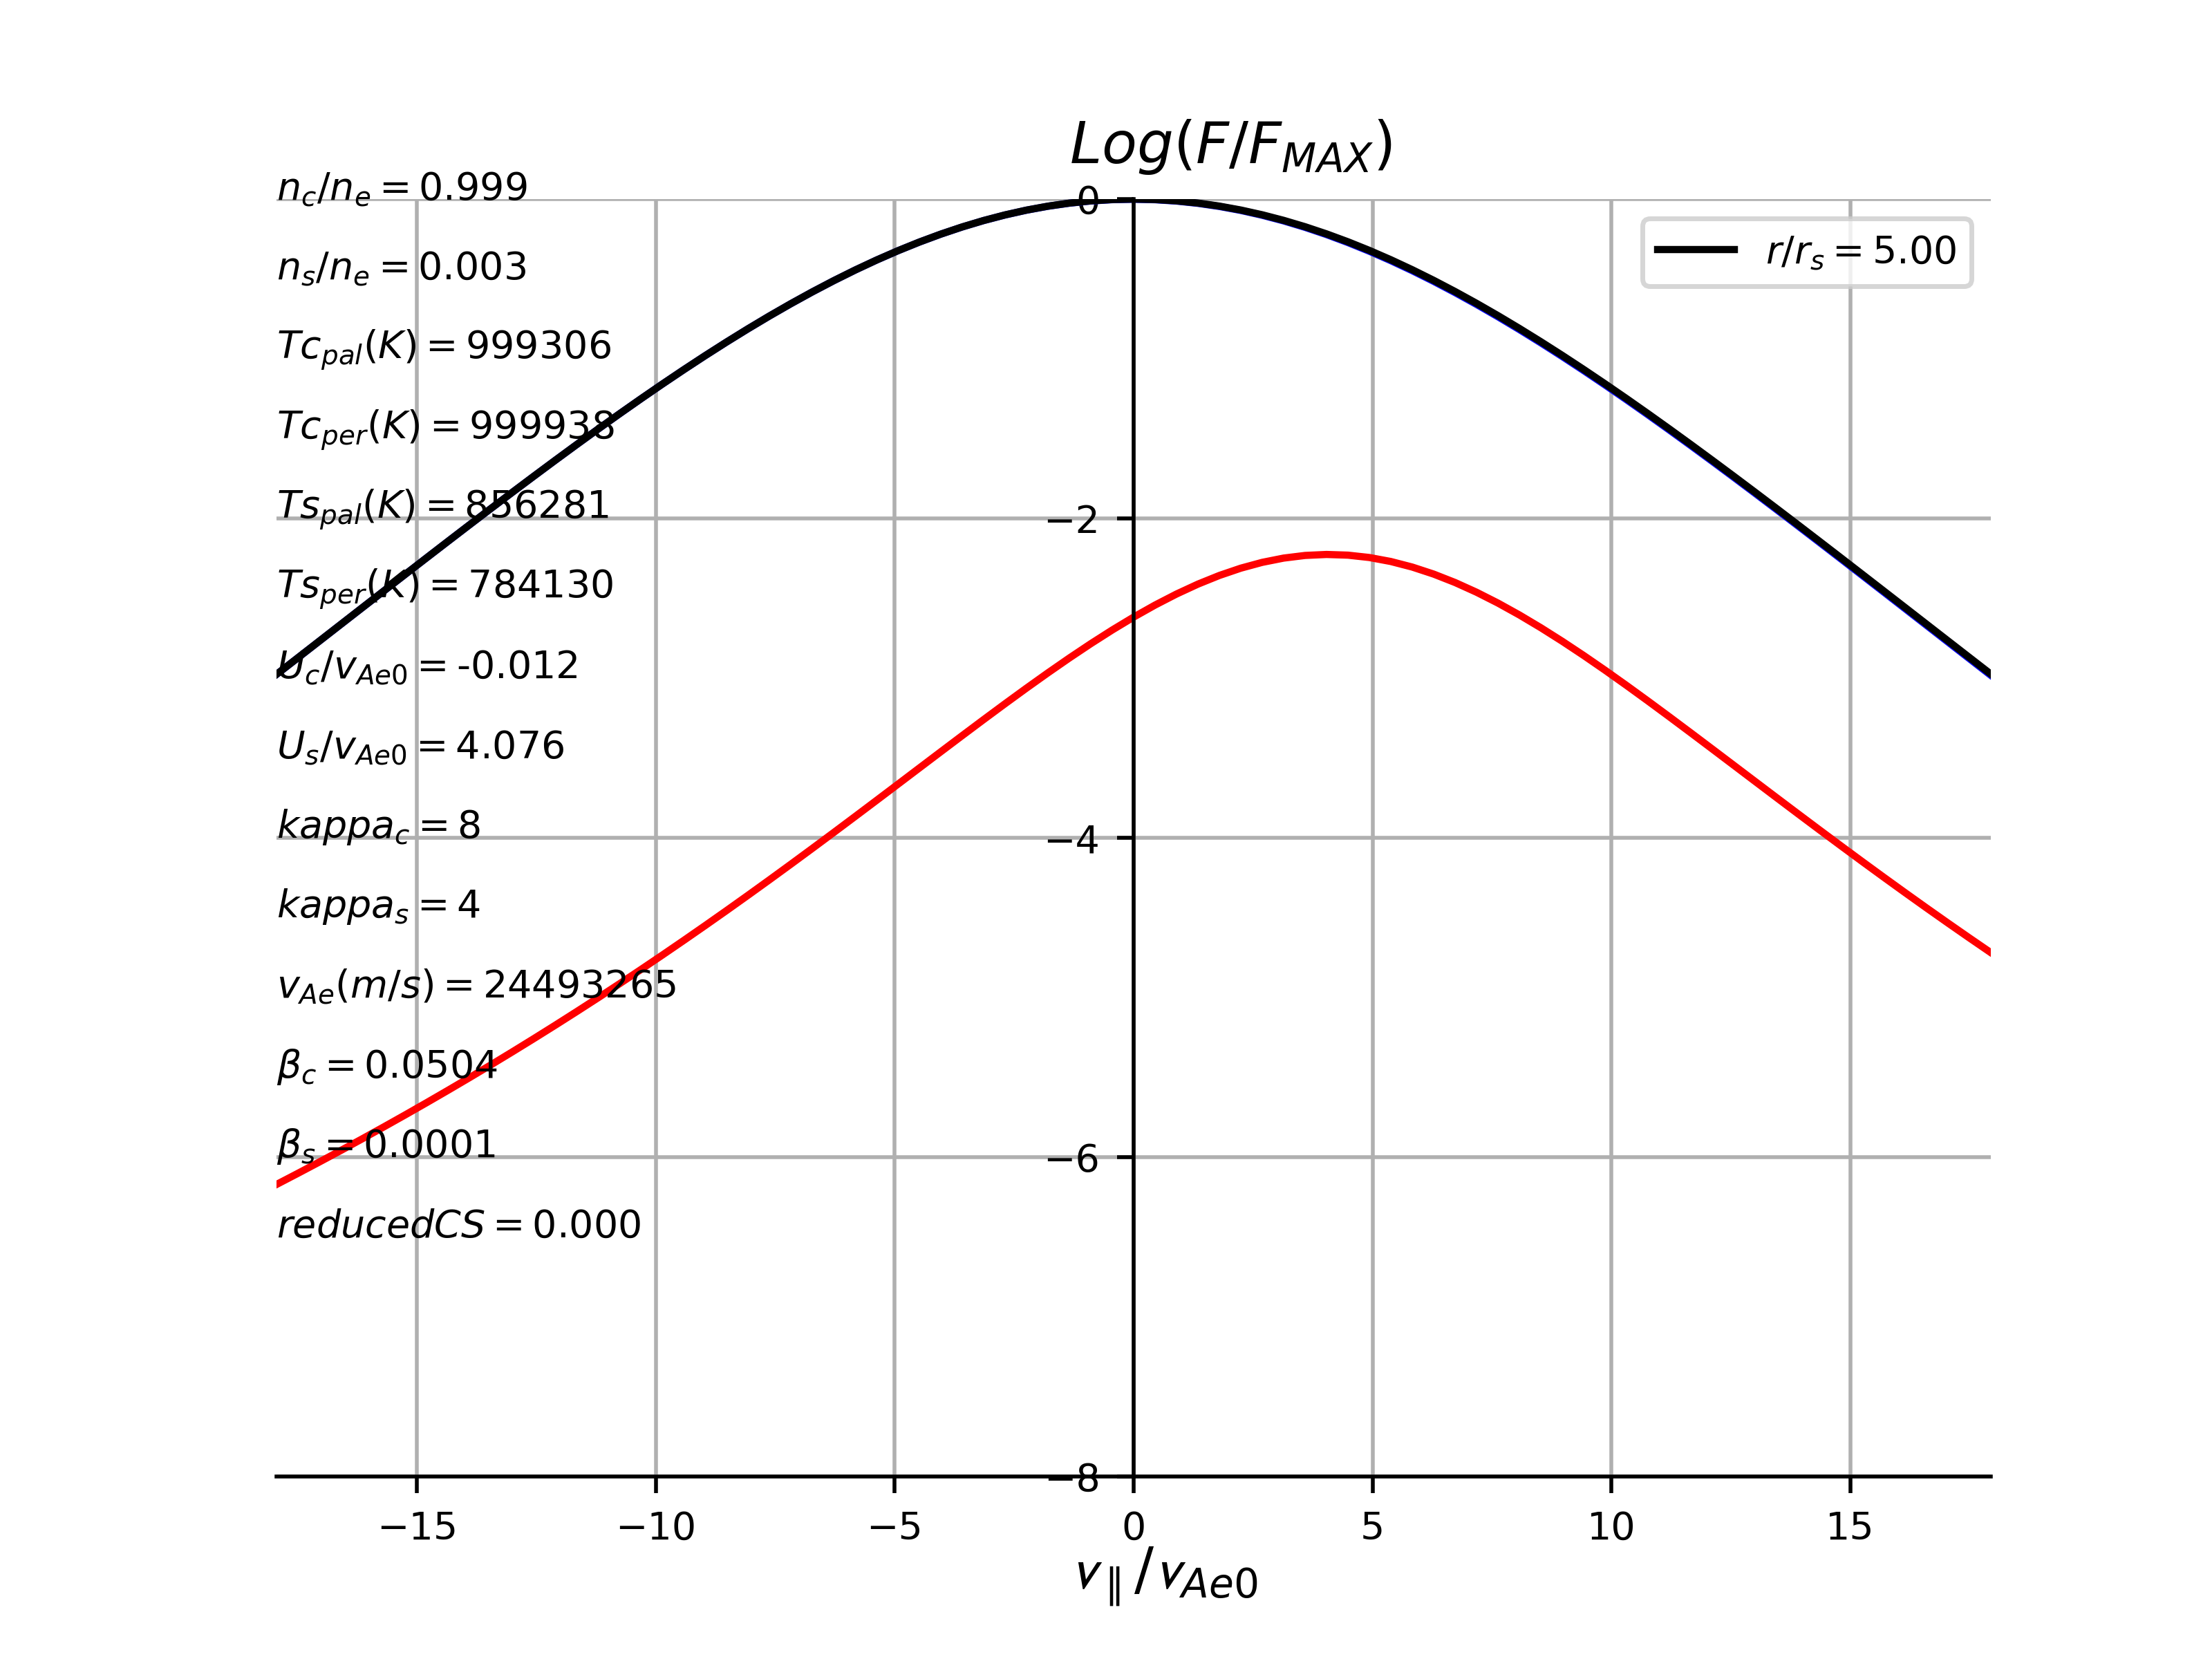 Log(F/F_MAX)
n_c/n_e = 0.999
n_s/n_e = 0.003
Tc_pal(K) = 999306
Tc_per(K) = 999938
Ts_pal(K) = 856281
Ts_per(K) = 784130
U_c/v_Ae0 = -0.012
U_s/v_Ae0 = 4.076
kappa_c = 8
kappa_s = 4
v_Ae(m/s) = 24493265
β_c = 0.0504
β_s = 0.0001
reducedCS = 0.000
r/r_s = 5.00
0
−2
−4
−6
−8
−15 −10 −5 0 5 10 15
v_∥/v_Ae0